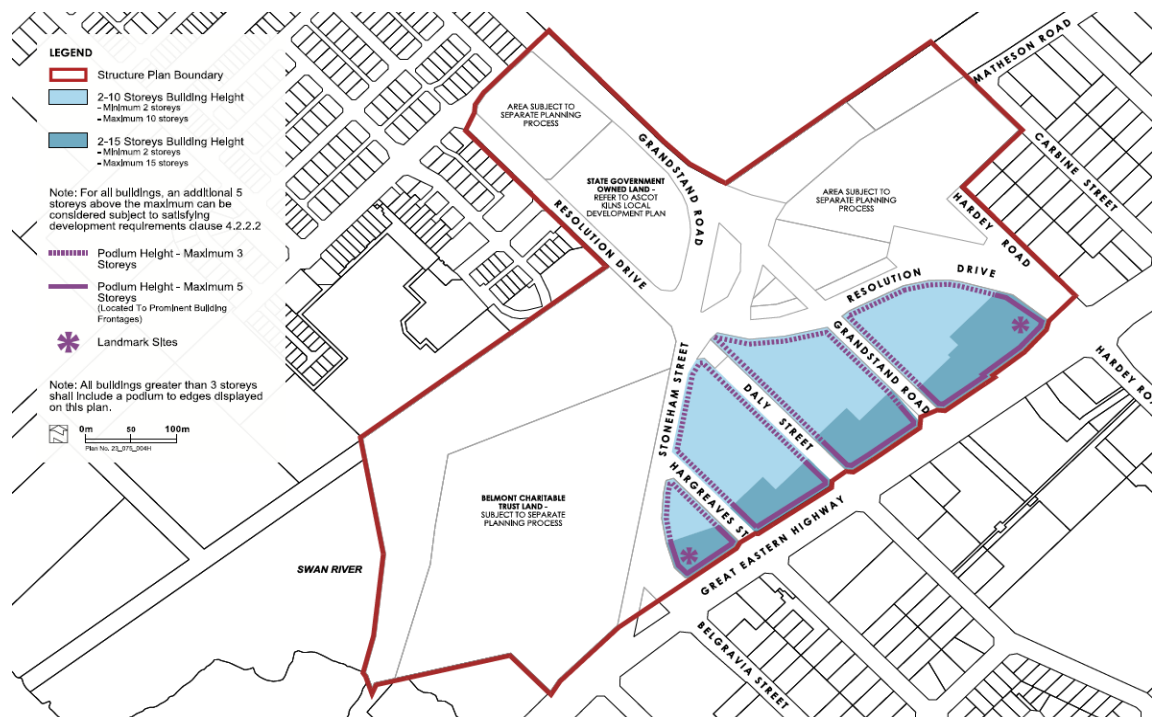 LEGEND
Structure Plan Boundary
2-10 Storeys Building Height
- Minimum 2 storeys
- Maximum 10 storeys
2-15 Storeys Building Height
- Minimum 2 storeys
- Maximum 15 storeys
Note: For all buildings, an additional 5
storeys above the maximum can be
considered subject to satisfying
development requirements clause 4.2.2.2
Podium Height - Maximum 3
Storeys
Podium Height - Maximum 5
Storeys
(Located To Prominent Building
Frontages)
Landmark Sites
Note: All buildings greater than 3 storeys
shall include a podium to edges displayed
on this plan.
0m 50 100m
Plan No. 23_075_004H
AREA SUBJECT TO
SEPARATE PLANNING
PROCESS
GRANDSTAND ROAD
STATE GOVERNMENT
OWNED LAND -
REFER TO ASCOT
KILNS LOCAL
DEVELOPMENT PLAN
RESOLUTION DRIVE
AREA SUBJECT TO
SEPARATE PLANNING
PROCESS
MATHESON ROAD
CARBINE STREET
HARDEY ROAD
RESOLUTION DRIVE
GRANDSTAND ROAD
DALY STREET
STONEHAM STREET
HARGREAVES ST
HARDEY RO
GREAT EASTERN HIGHWAY
BELMONT CHARITABLE
TRUST LAND -
SUBJECT TO SEPARATE
PLANNING PROCESS
SWAN RIVER
BELGRAVIA STREET